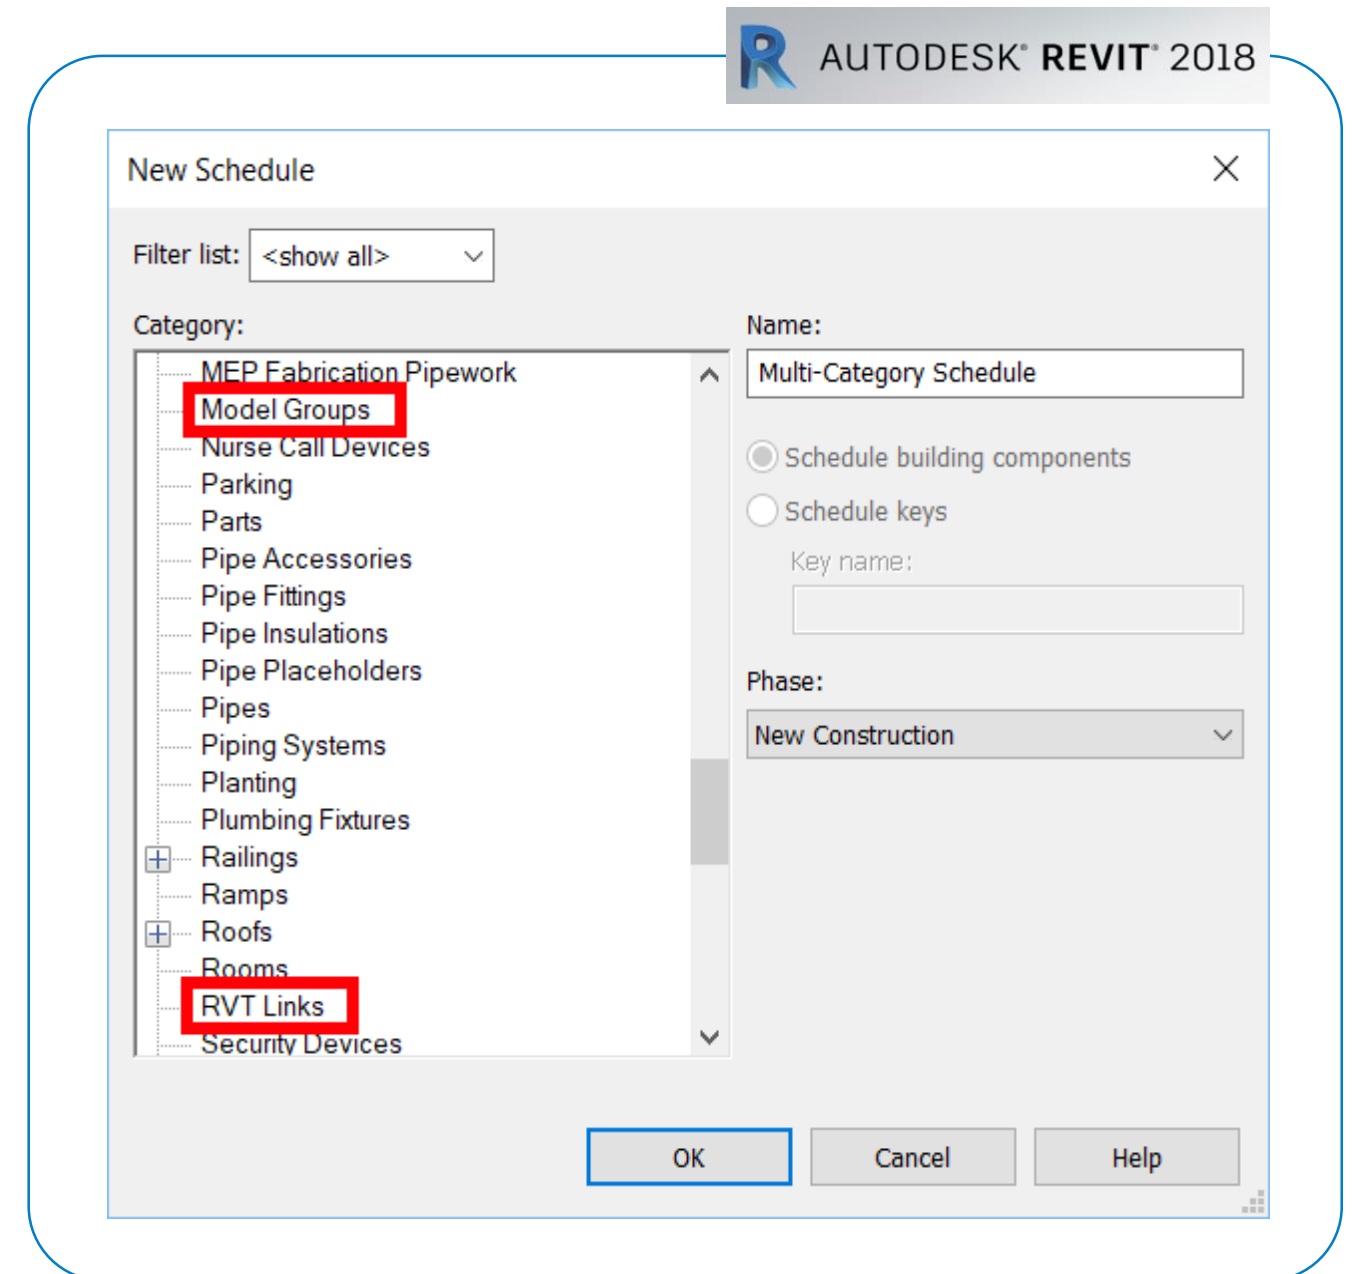 AUTODESK® REVIT® 2018
New Schedule
Filter list: <show all>
Category:
MEP Fabrication Pipework
Model Groups
Nurse Call Devices
Parking
Parts
Pipe Accessories
Pipe Fittings
Pipe Insulations
Pipe Placeholders
Pipes
Piping Systems
Planting
Plumbing Fixtures
Railings
Ramps
Roofs
Rooms
RVT Links
Security Devices
Name:
Multi-Category Schedule
Schedule building components
Schedule keys
Key name:
Phase:
New Construction
OK
Cancel
Help